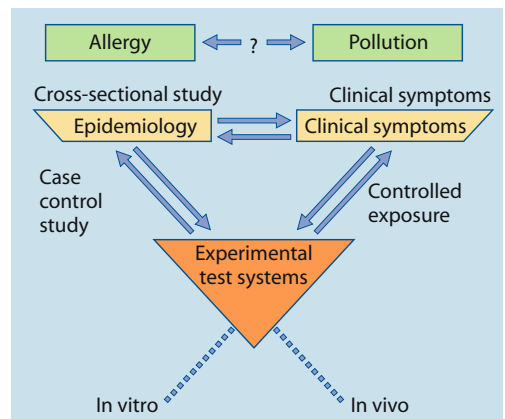 Allergy ? Pollution
Cross-sectional study
Clinical symptoms
Epidemiology
Clinical symptoms
Case
control
study
Controlled
exposure
Experimental
test systems
In vitro
In vivo